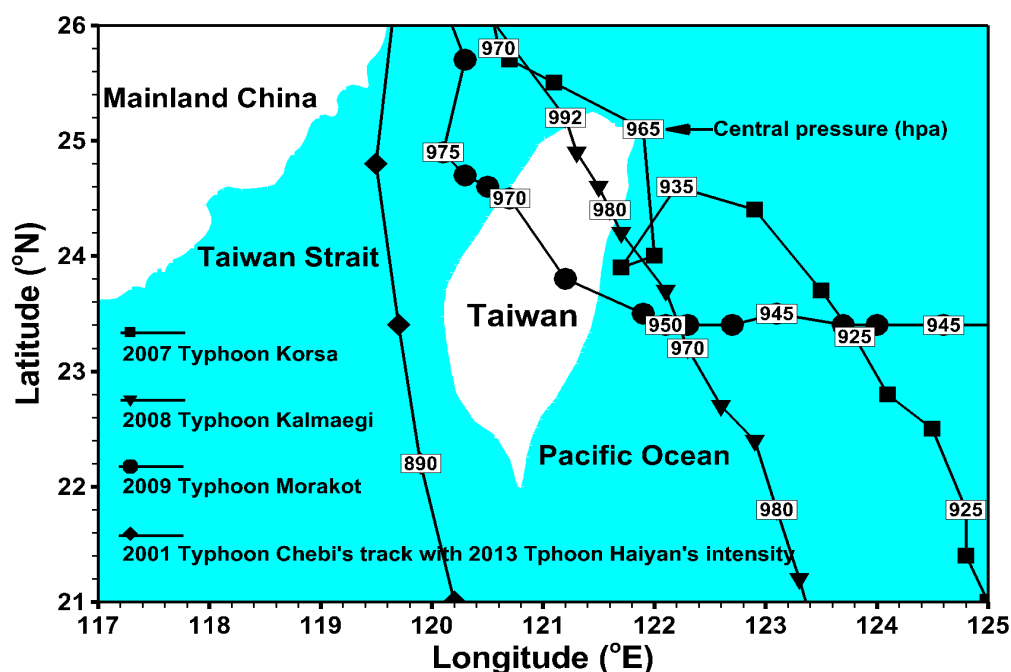 26
970
Mainland China
992
965
Central pressure (hpa)
25
975
935
970
980
Latitude (°N)
24
Taiwan Strait
Taiwan
945
950
925
945
2007 Typhoon Korsa
970
23
2008 Typhoon Kalmaegi
Pacific Ocean
890
22
2009 Typhoon Morakot
980
925
2001 Typhoon Chebi's track with 2013 Tphoon Haiyan's intensity
21
117
118
119
120
121
122
123
124
125
Longitude (°E)